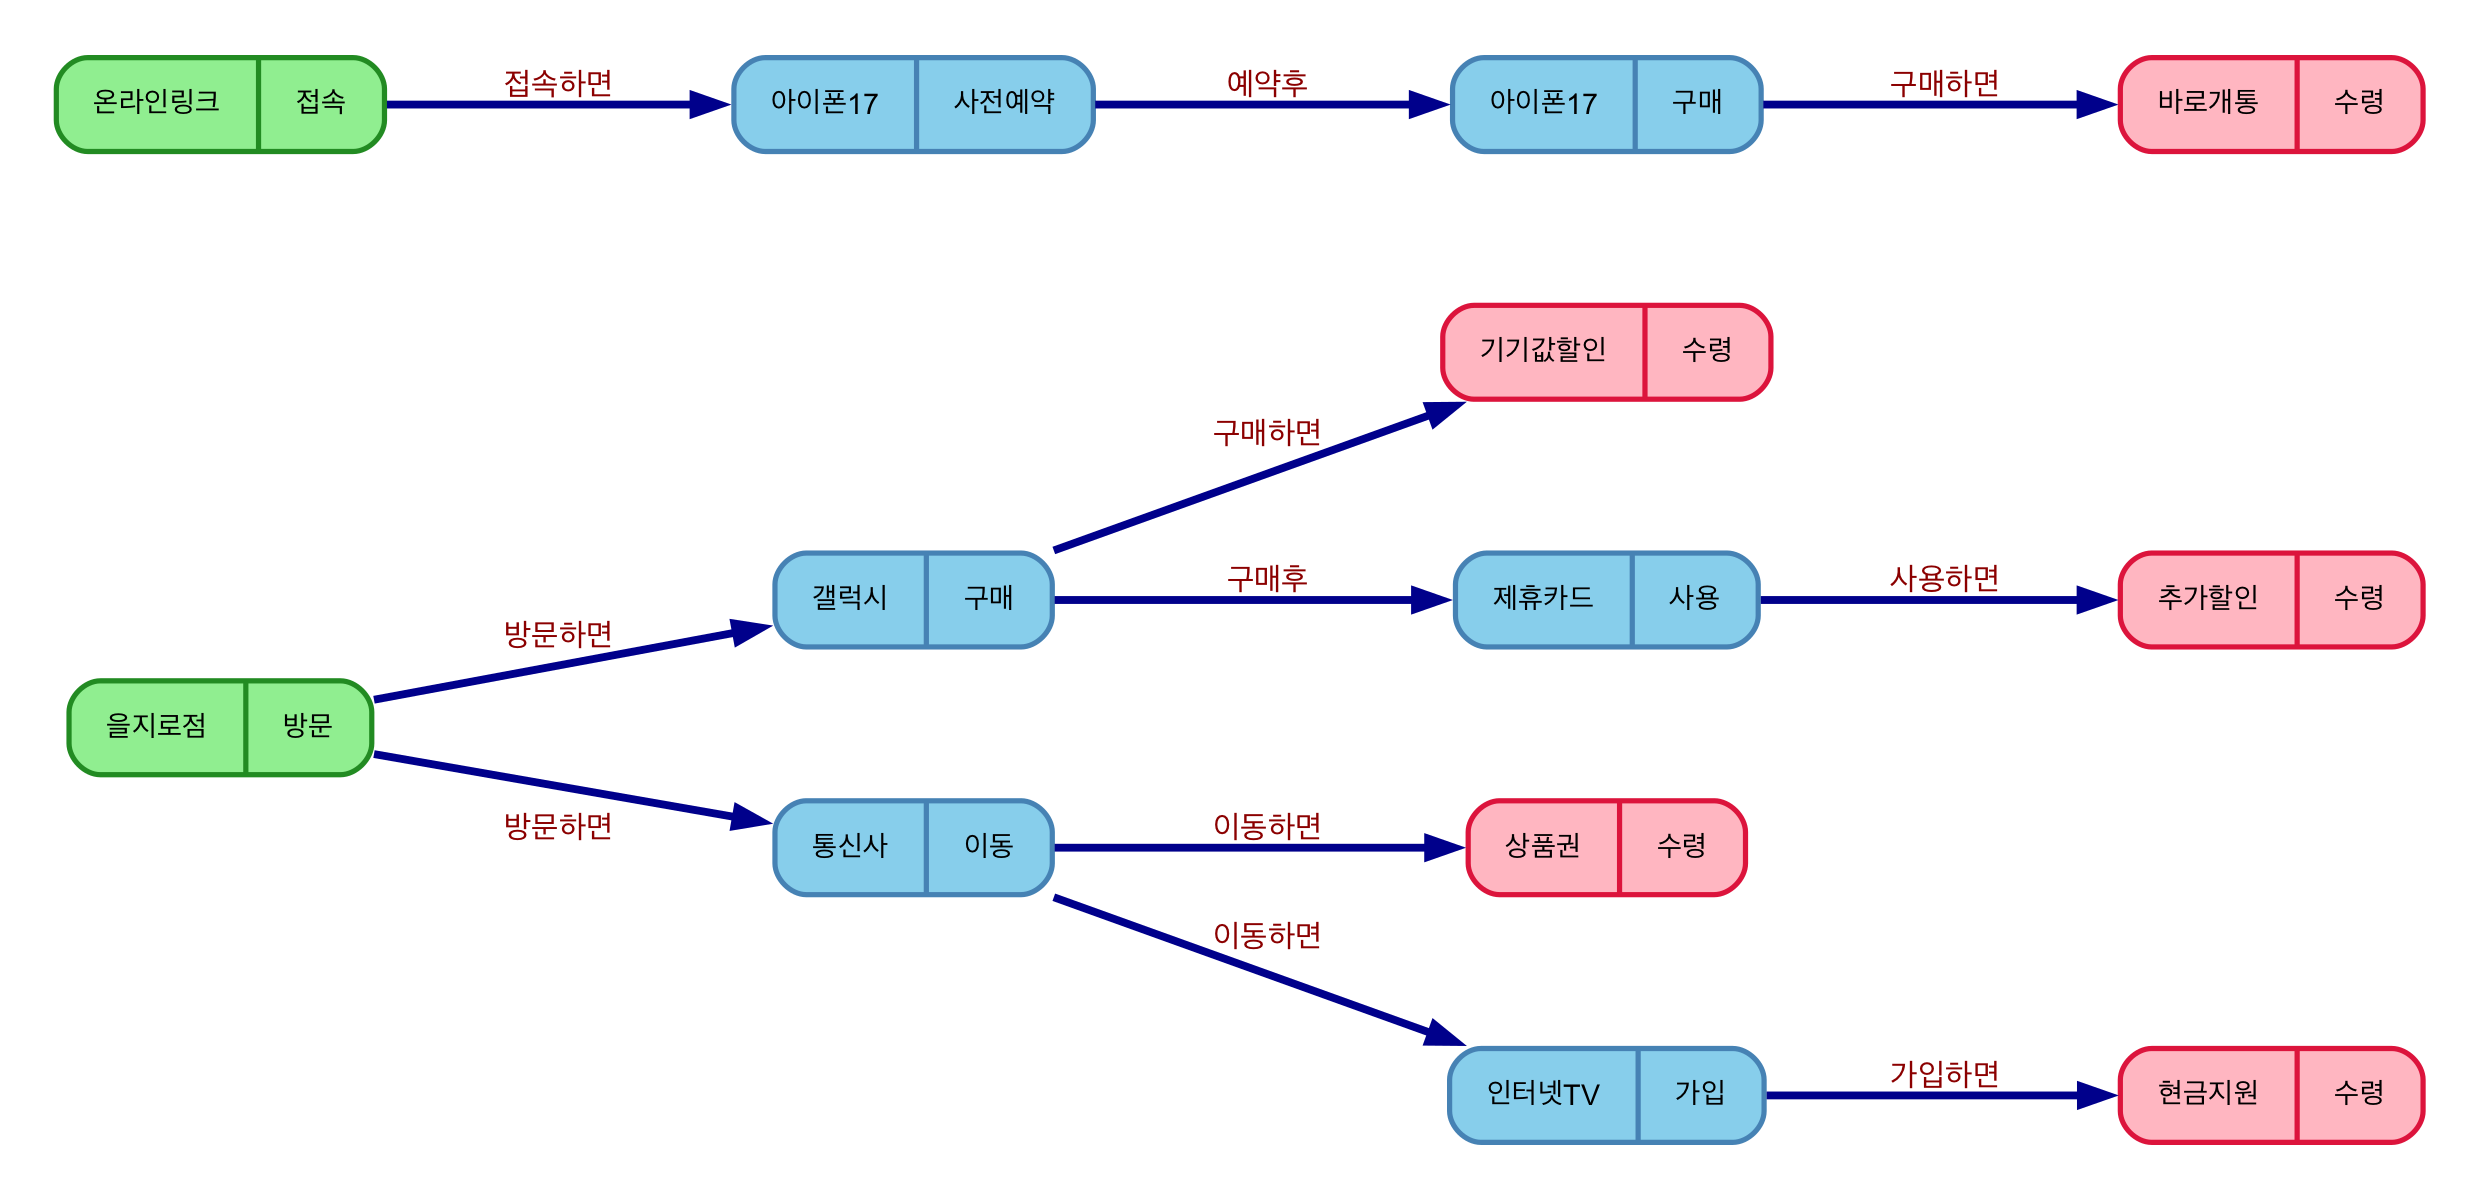 온라인링크 접속 접속하면 아이폰17 사전예약 예약후 아이폰17 구매 구매하면 바로개통 수령
기기값할인 수령
구매하면
갤럭시 구매 구매후 제휴카드 사용 사용하면 추가할인 수령
방문하면
을지로점 방문
방문하면
통신사 이동 이동하면 상품권 수령
이동하면
인터넷TV 가입 가입하면 현금지원 수령